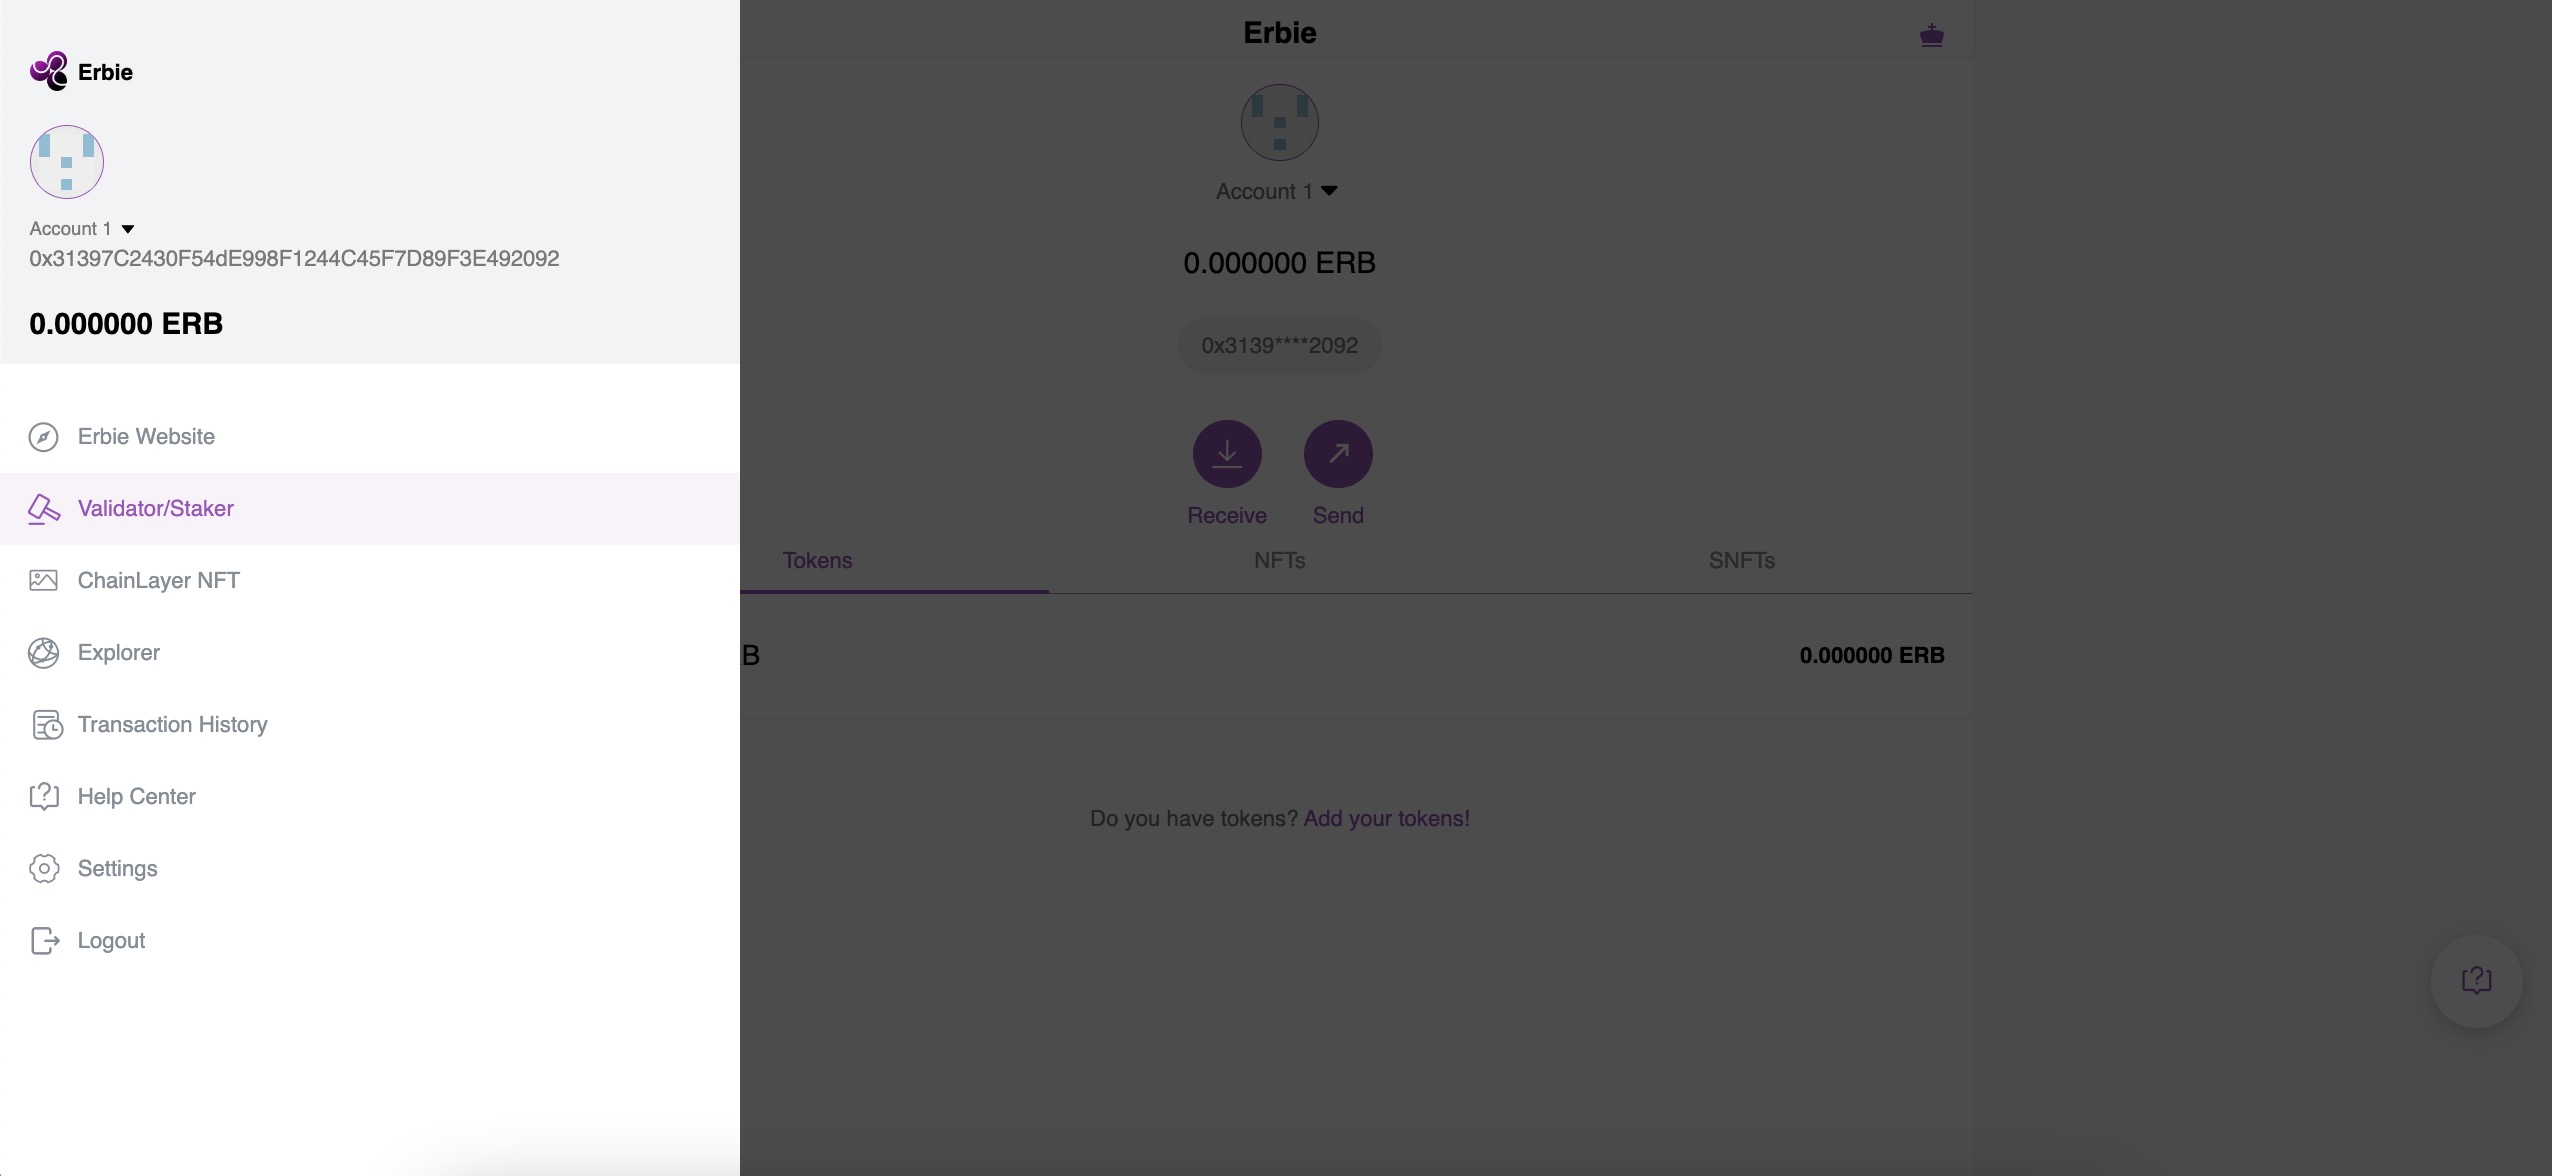 Erbie
Account 1
0x31397C2430F54dE998F1244C45F7D89F3E492092
0.000000 ERB
Erbie Website
Validator/Staker
ChainLayer NFT
Explorer
Transaction History
Help Center
Settings
Logout
Erbie
Account 1
0.000000 ERB
0x3139****2092
Receive Send
Tokens NFTs SNFTs
B 0.000000 ERB
Do you have tokens? Add your tokens!